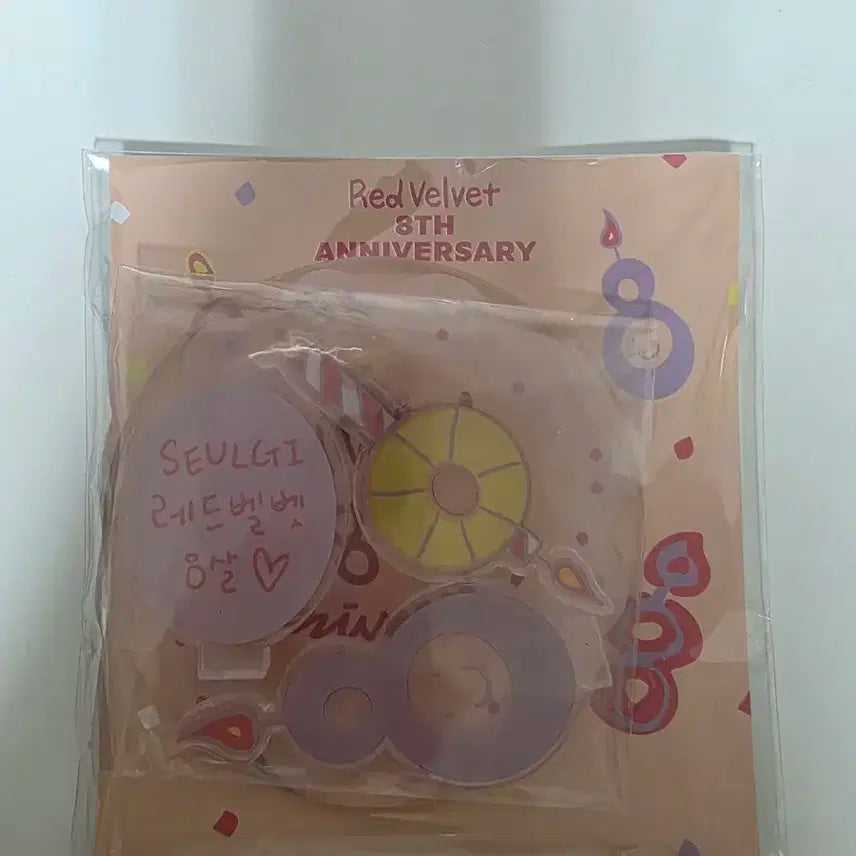 Red Velvet
8TH
ANNIVERSARY
SEULGI
레드벨벳
8살♡